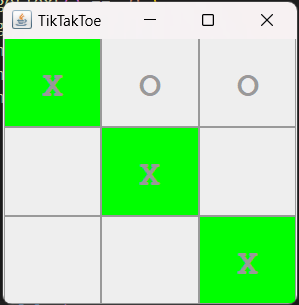 TikTakToe
x o o
x
x